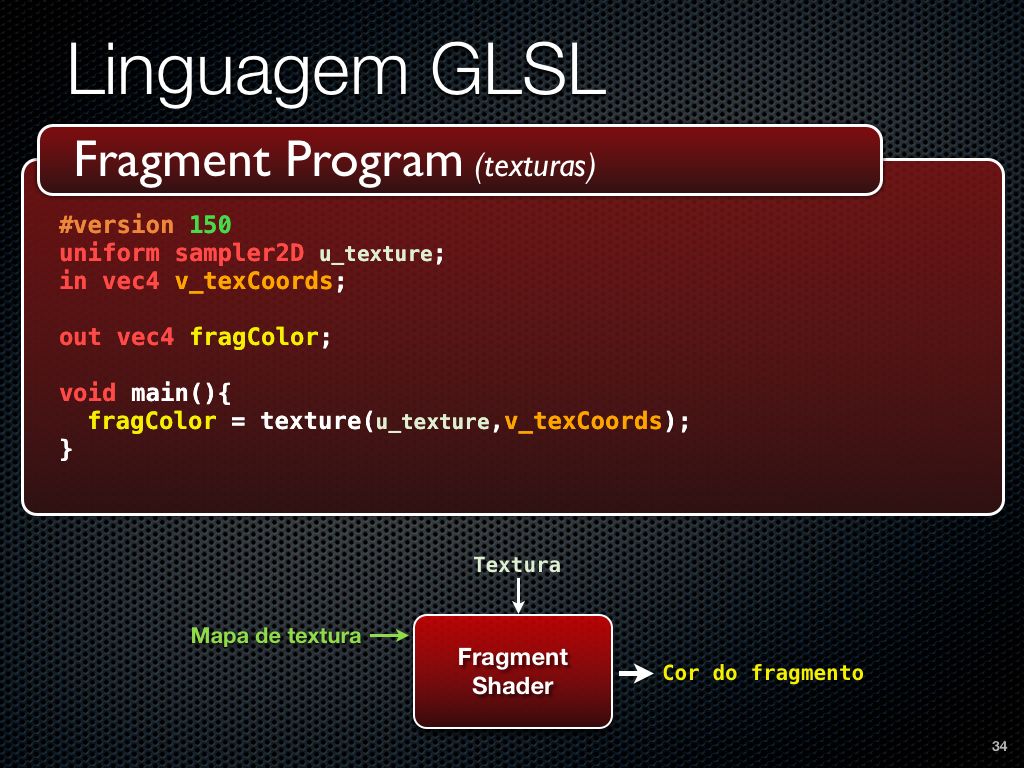 Linguagem GLSL
Fragment Program (texturas)
#version 150
uniform sampler2D u_texture;
in vec4 v_texCoords;
out vec4 fragColor;
void main(){
  fragColor = texture(u_texture,v_texCoords);
}
Textura
Mapa de textura
Fragment
Shader
Cor do fragmento
34